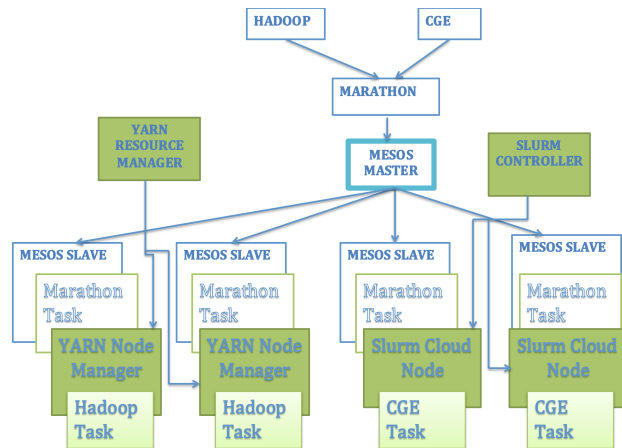 HADOOP
CGE
MARATHON
YARN
RESOURCE
MANAGER
MESOS
MASTER
SLURM
CONTROLLER
MESOS SLAVE
Marathon
Task
YARN Node
Manager
Hadoop
Task
MESOS SLAVE
Marathon
Task
YARN Node
Manager
Hadoop
Task
MESOS SLAVE
Marathon
Task
Slurm Cloud
Node
CGE
Task
MESOS SLAVE
Marathon
Task
Slurm Cloud
Node
CGE
Task